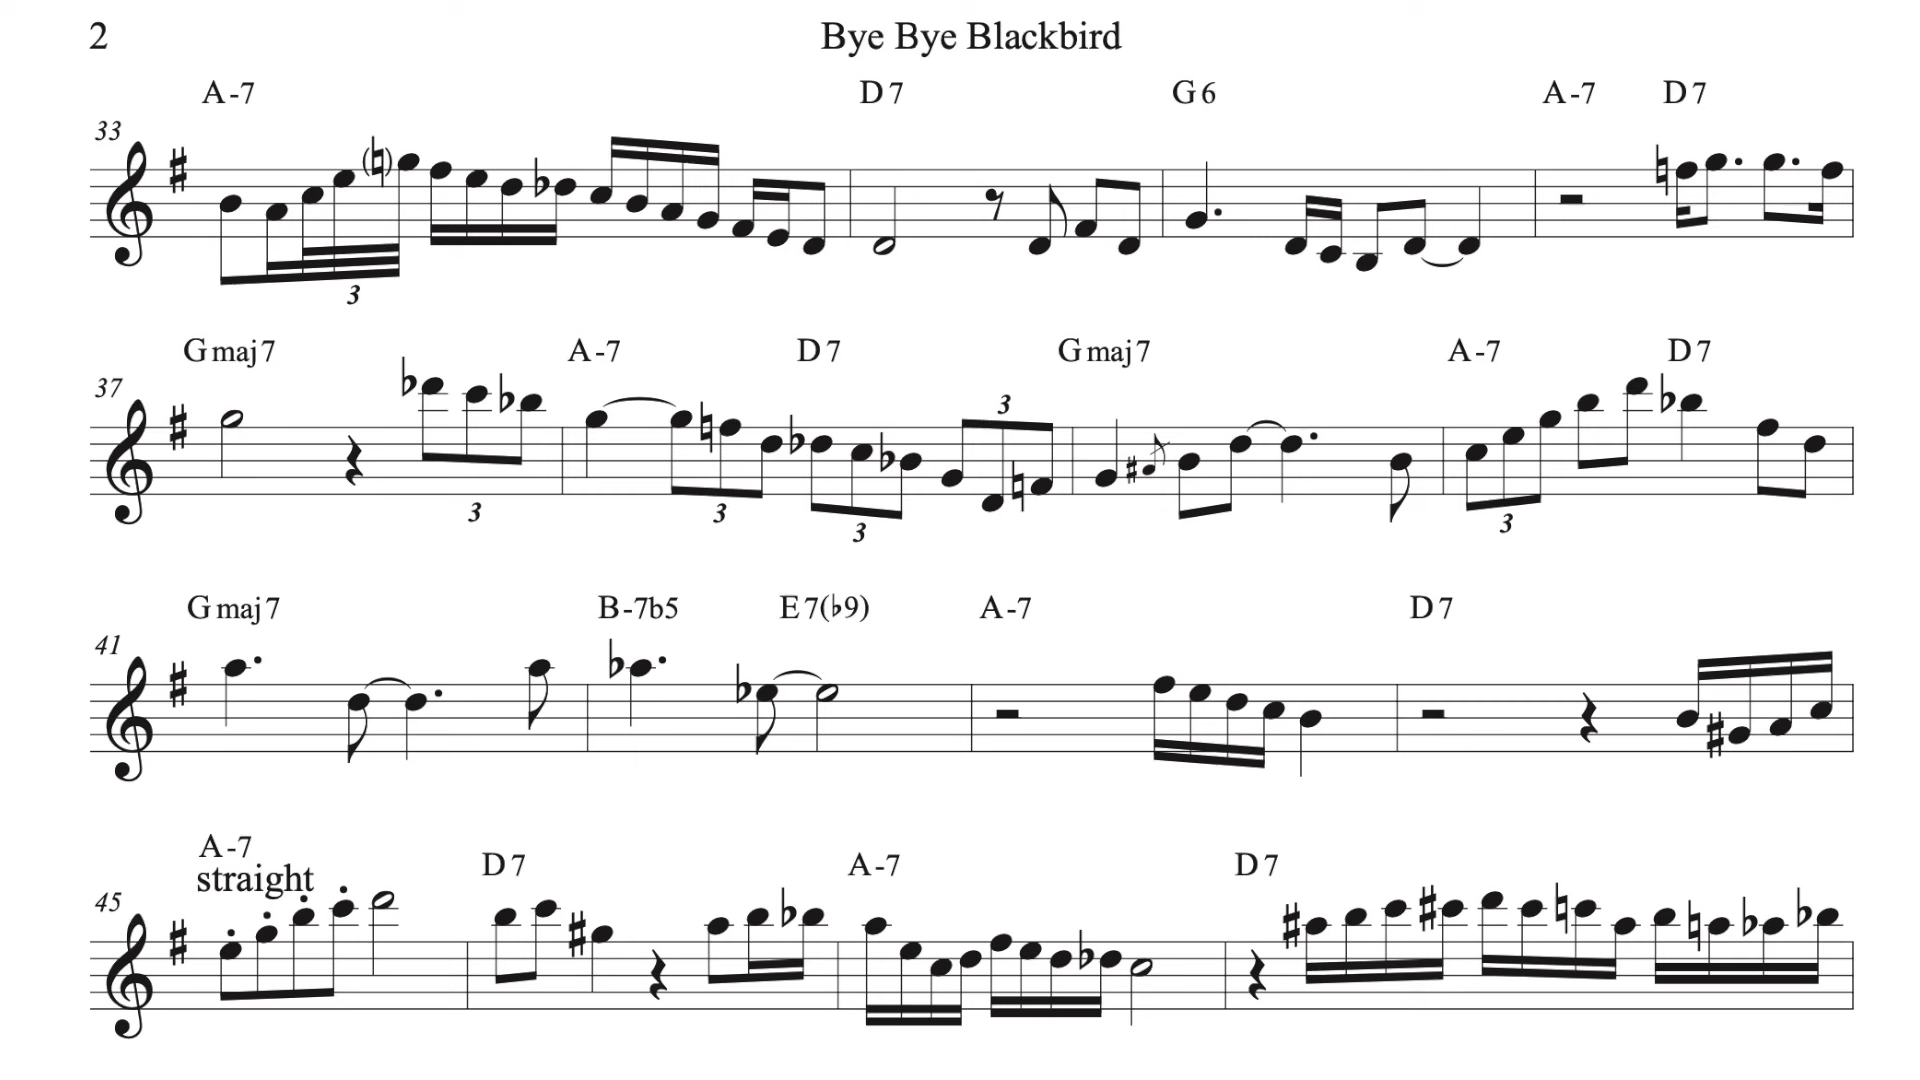 2 Bye Bye Blackbird
A-7 D7 G6 A-7 D7
33
3
Gmaj7 A-7 D7 Gmaj7 A-7 D7
37
3
3 3 3 3
Gmaj7 B-7b5 E7(♭9) A-7 D7
41
A-7 D7 A-7 D7
straight
45